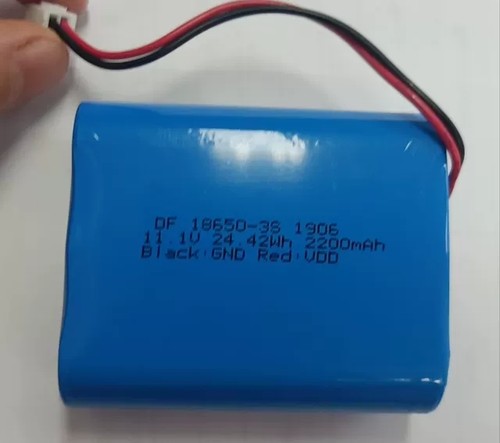 DF 18650-3S 1906
11.1V 24.42Wh 2200mAh
Black:GND Red:VDD